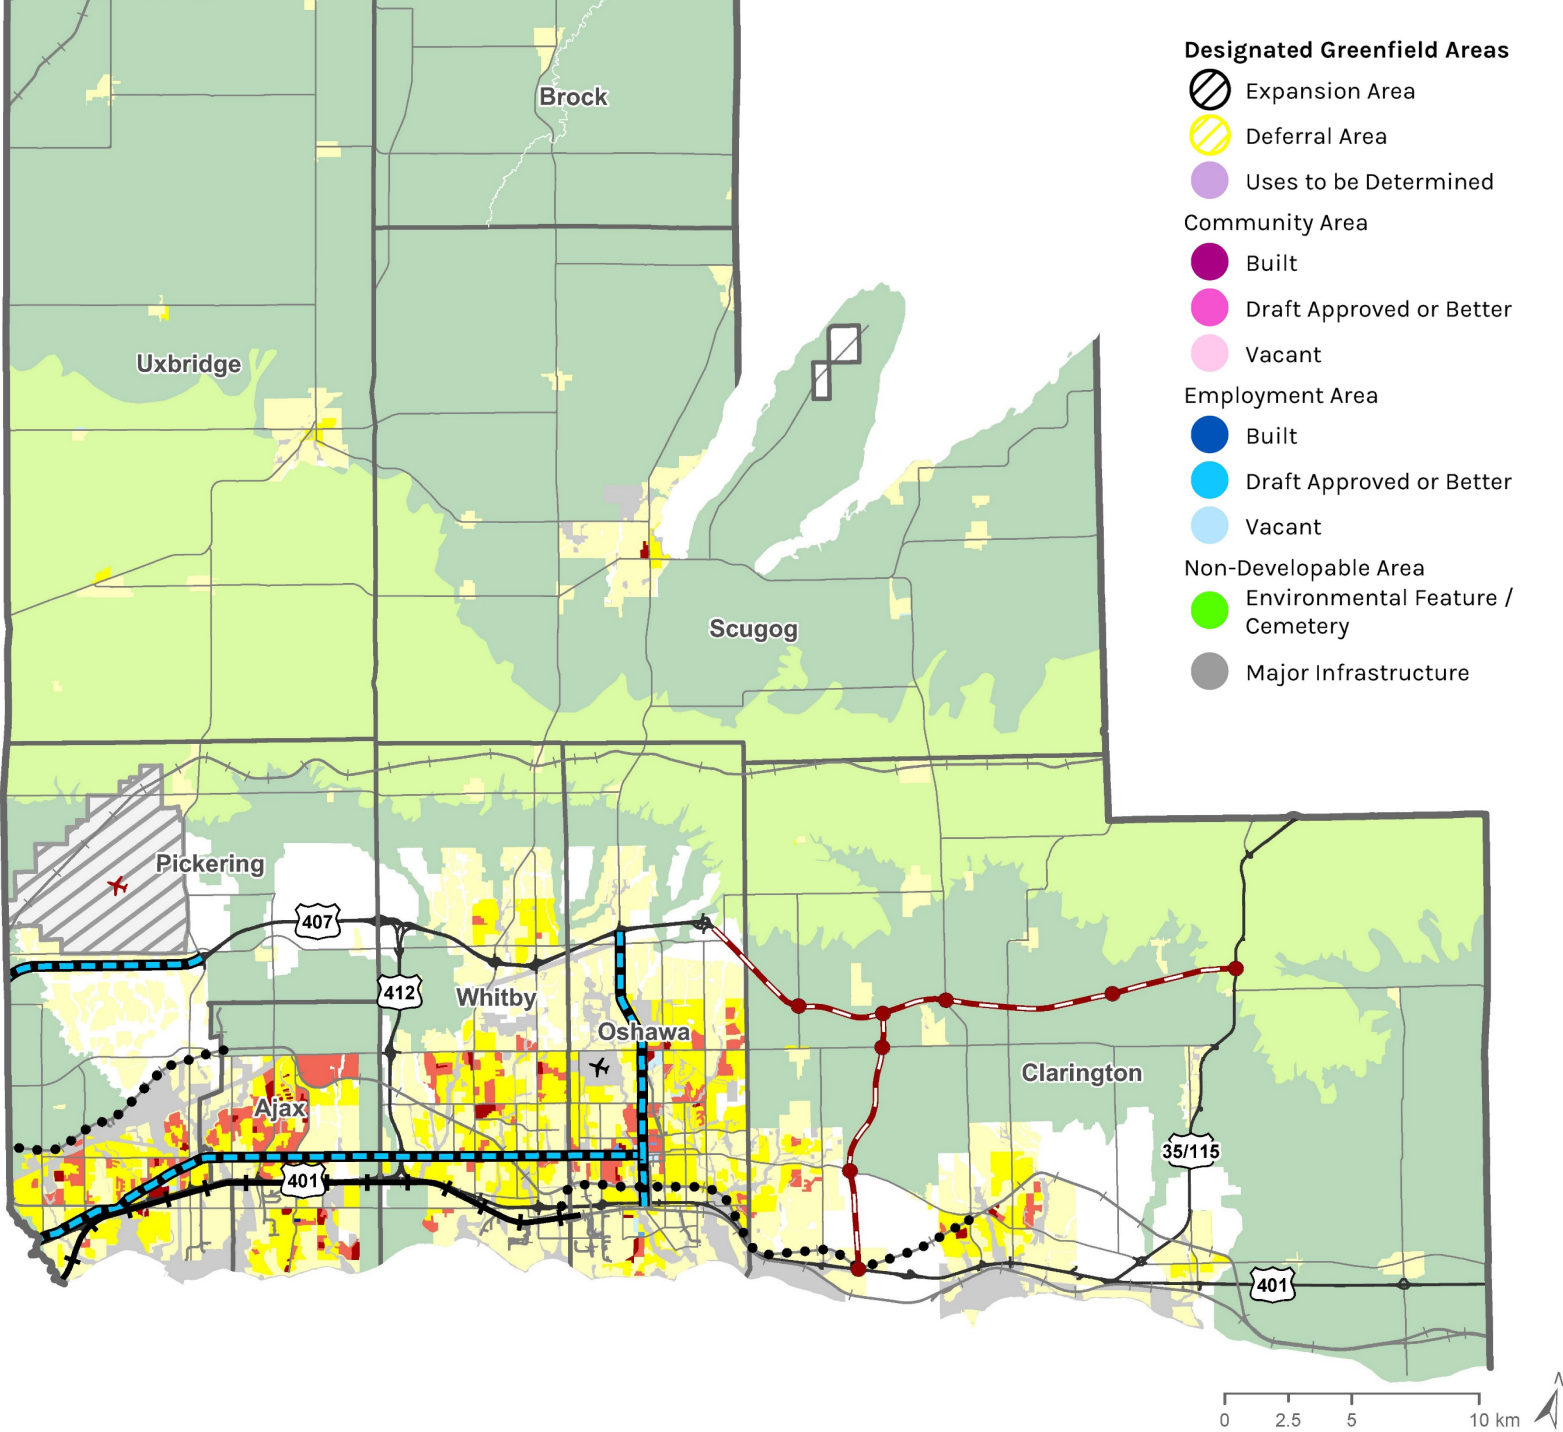 Designated Greenfield Areas
Expansion Area
Deferral Area
Uses to be Determined
Community Area
Built
Draft Approved or Better
Vacant
Employment Area
Built
Draft Approved or Better
Vacant
Non-Developable Area
Environmental Feature /
Cemetery
Major Infrastructure
Brock
Uxbridge
Scugog
Pickering
407
412
Whitby
Oshawa
Clarington
Ajax
35/115
401
401
0 2.5 5 10 km